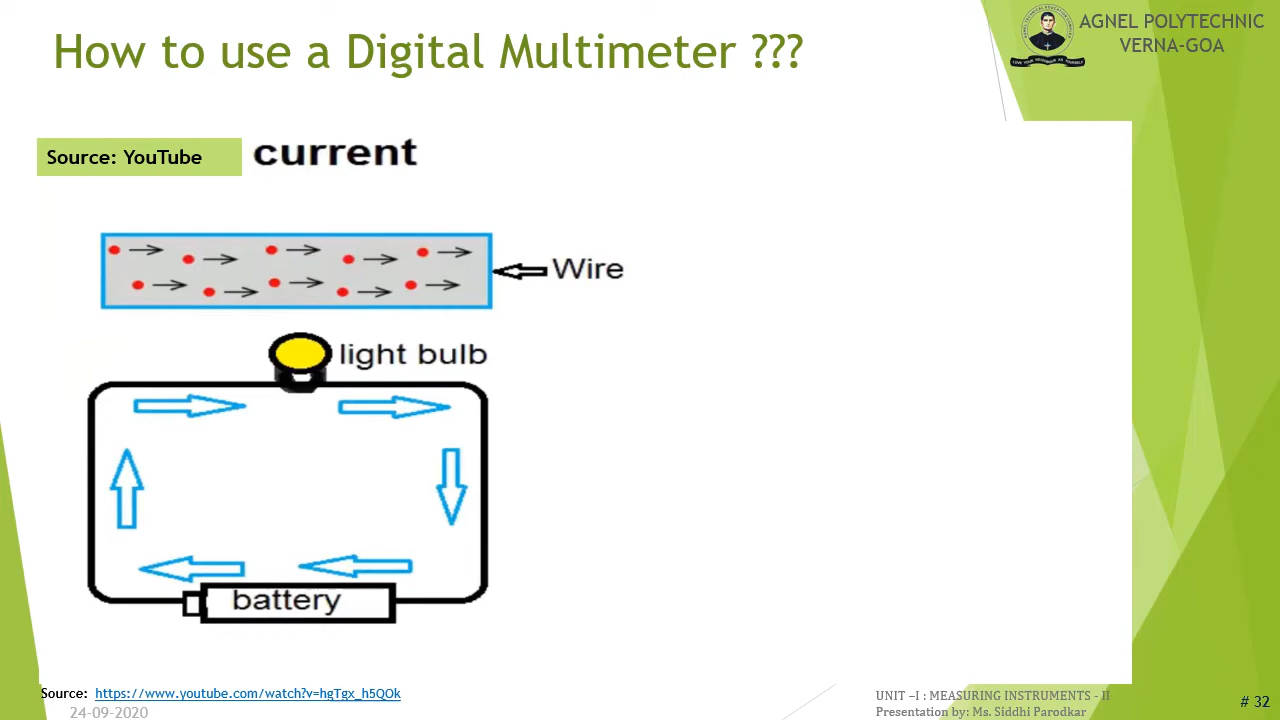 How to use a Digital Multimeter ???
AGNEL POLYTECHNIC
VERNA-GOA
Source: YouTube
current
Wire
light bulb
battery
Source: https://www.youtube.com/watch?v=hgTgx_h5QOk
24-09-2020
UNIT –I : MEASURING INSTRUMENTS - II
Presentation by: Ms. Siddhi Parodkar
# 32